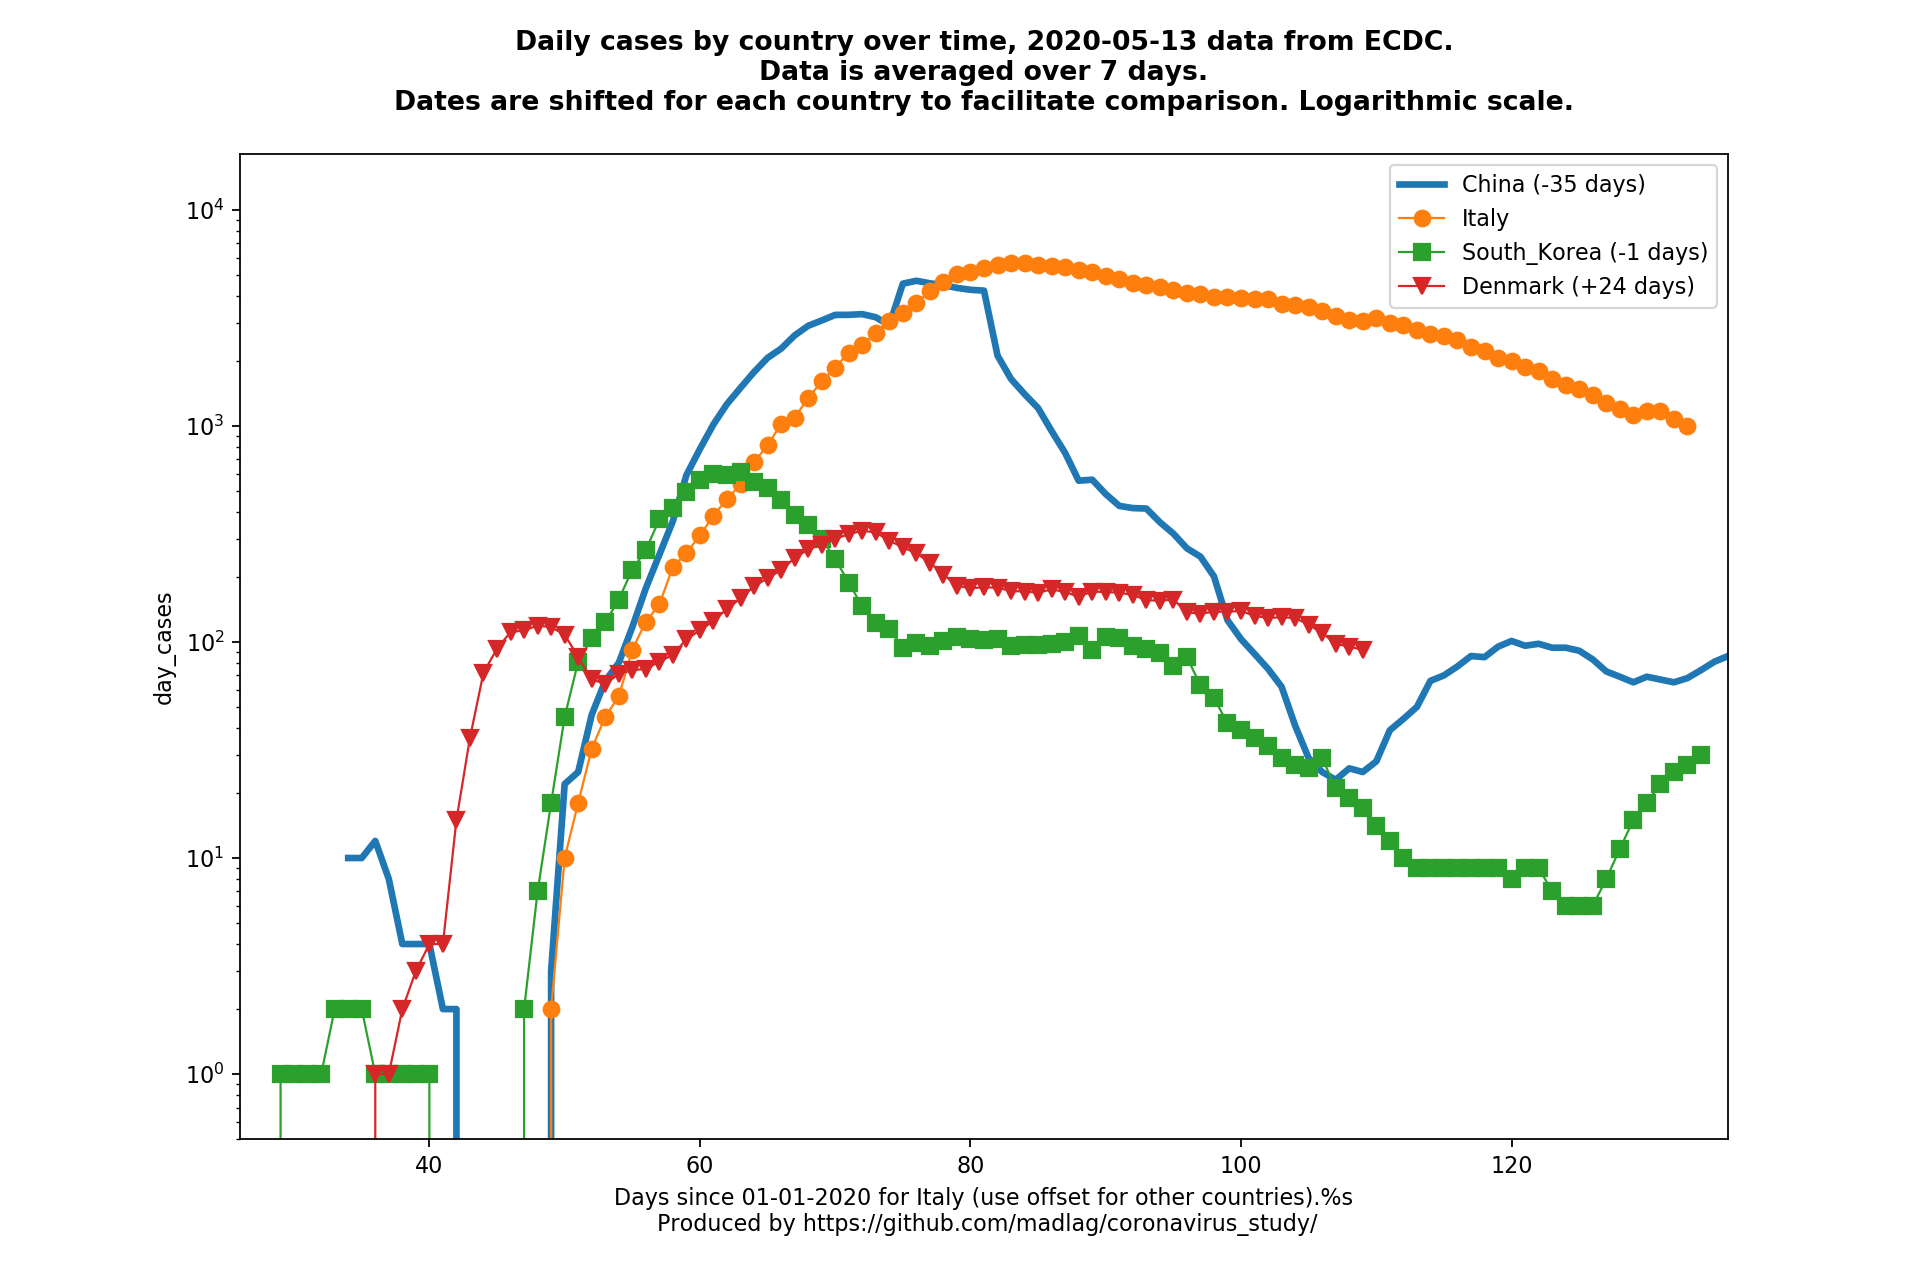 Daily cases by country over time, 2020-05-13 data from ECDC.
Data is averaged over 7 days.
Dates are shifted for each country to facilitate comparison. Logarithmic scale.
China (-35 days)
Italy
South_Korea (-1 days)
Denmark (+24 days)
10⁴
10³
10²
10¹
10⁰
day_cases
40 60 80 100 120
Days since 01-01-2020 for Italy (use offset for other countries).%s
Produced by https://github.com/madlag/coronavirus_study/